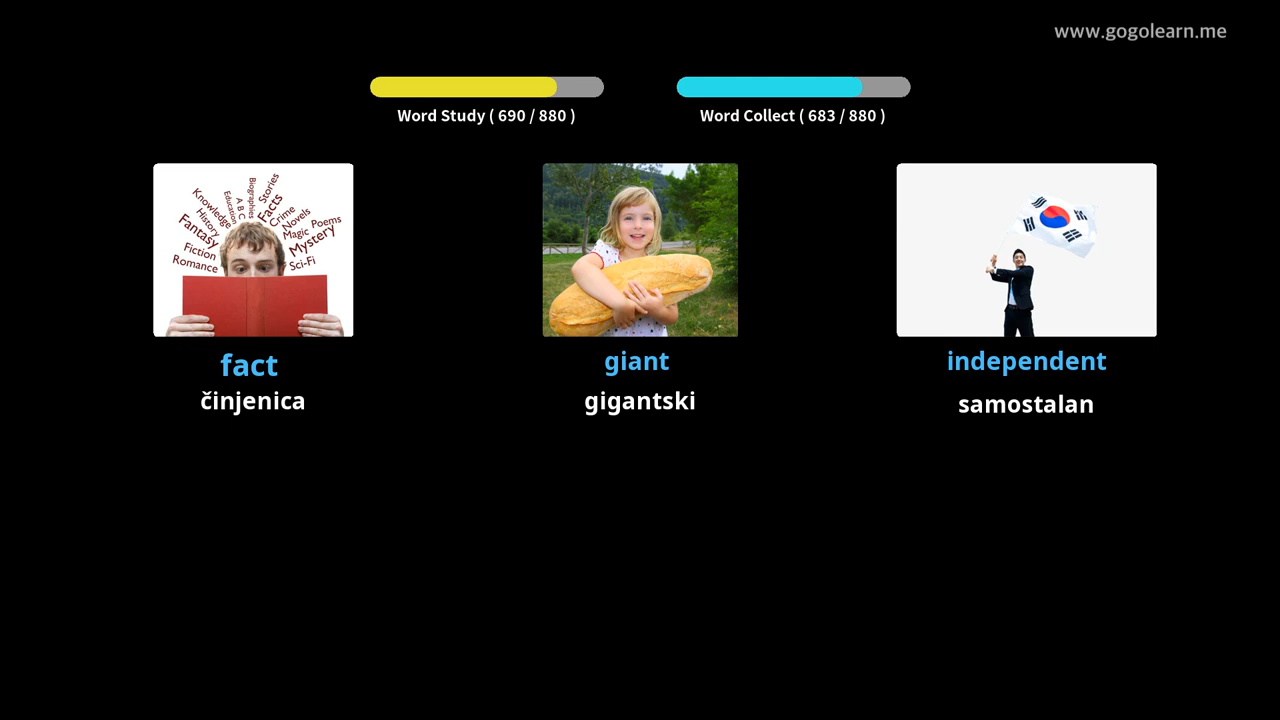 www.gogolearn.me
Word Study ( 690 / 880 )
Word Collect ( 683 / 880 )
Knowledge
History
Fantasy
Fiction
Romance
Education
A B C
Biographies
Stories
Facts
Crime
Novels
Magic
Poems
Mystery
Sci-Fi
fact
giant
independent
činjenica
gigantski
samostalan